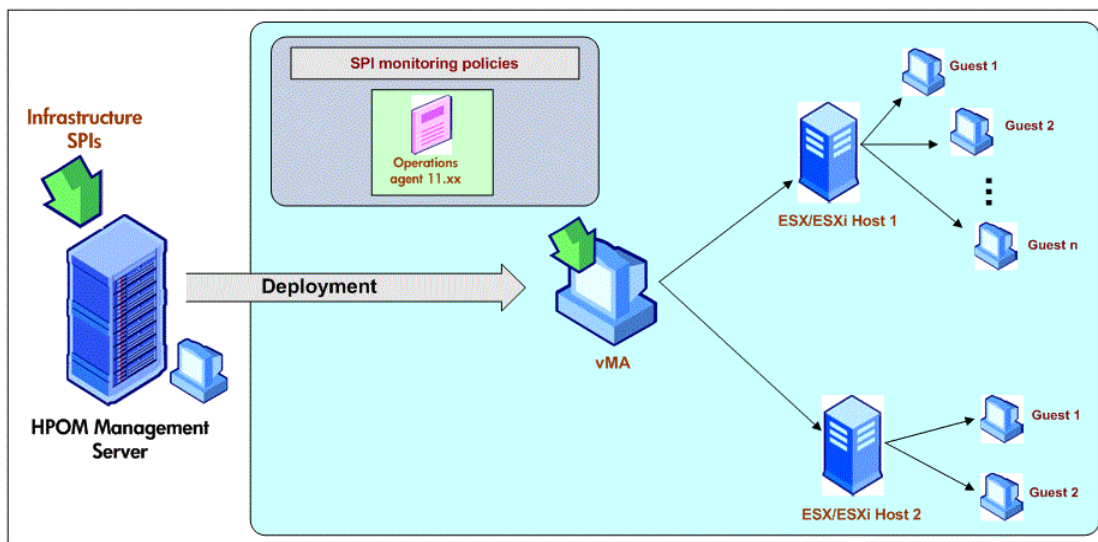 SPI monitoring policies
Operations
agent 11.xx
Infrastructure
SPIs
HPOM Management
Server
Deployment
vMA
ESX/ESXi Host 1
Guest 1
Guest 2
Guest n
ESX/ESXi Host 2
Guest 1
Guest 2